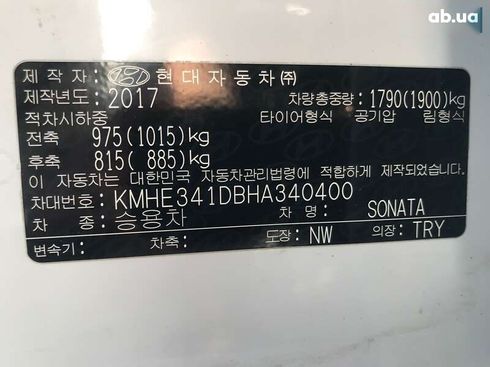 ab.ua
제 작 자 : 현대자동차㈜
제작년도: 2017 차량총중량: 1790(1900)kg
적차시하중 타이어형식 공기압 림형식
전축 975(1015)kg
후축 815( 885)kg
이 자동차는 대한민국 자동차관리법령에 적합하게 제작되었습니다.
차대번호: KMHE341DBHA340400
차 종: 승용차 차 명: SONATA
변속기: 차축: 도장: NW 의장: TRY